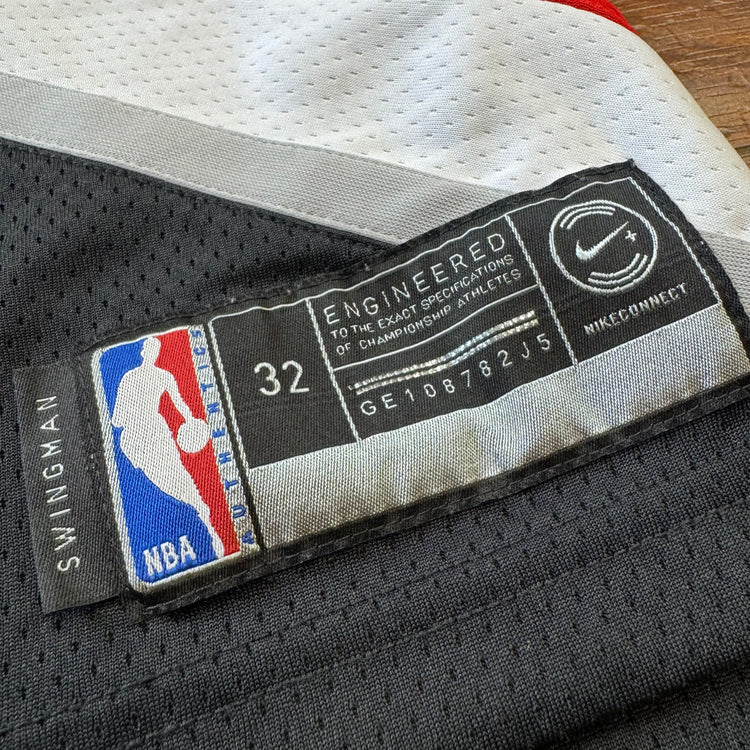 SWINGMAN
NBA
AUTHENTICS
32
ENGINEERED
TO THE EXACT SPECIFICATIONS
OF CHAMPIONSHIP ATHLETES
GE108782J5
NIKECONNECT